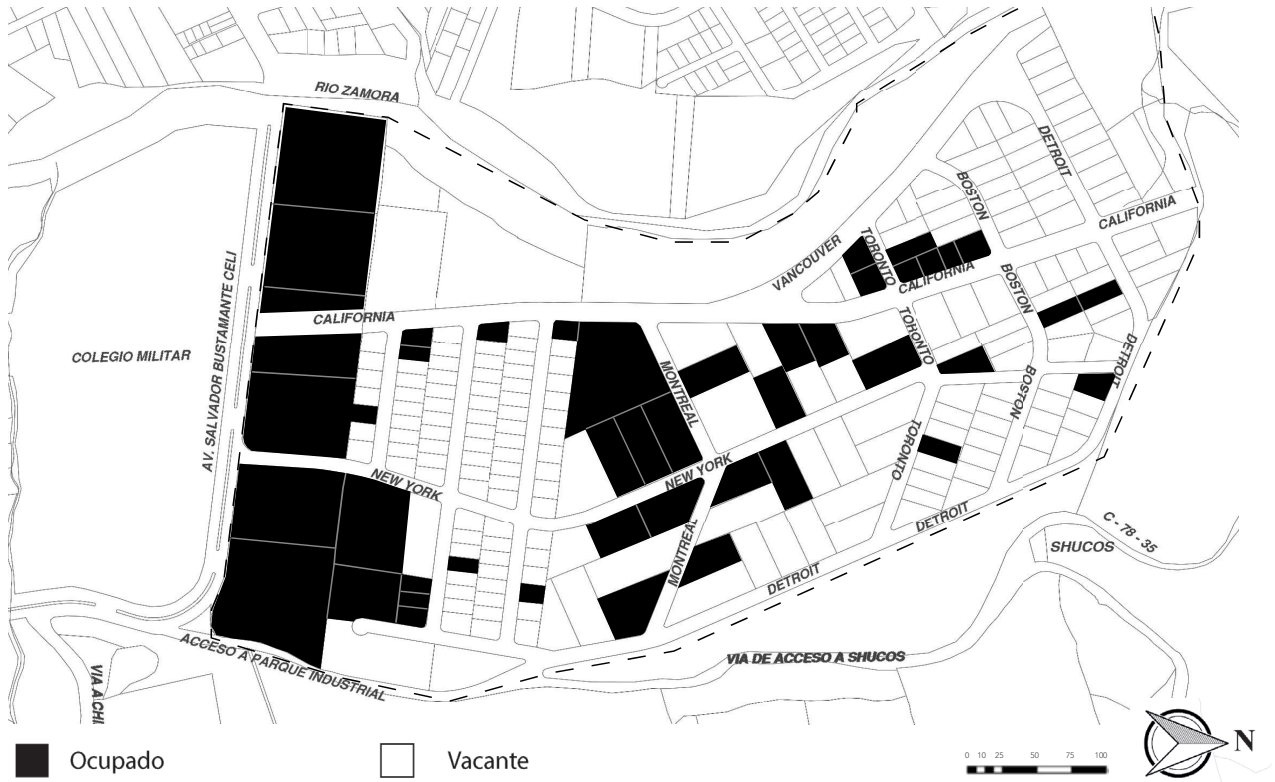 RIO ZAMORA
DETROIT
BOSTON
CALIFORNIA
TORONTO
VANCOUVER
AV. SALVADOR BUSTAMANTE CELI
CALIFORNIA
BOSTON
CALIFORNIA
TORONTO
COLEGIO MILITAR
DETROIT
MONTREAL
BOSTON
TORONTO
NEW YORK
NEW YORK
DETROIT
C - 78 - 35
SHUCOS
MONTREAL
DETROIT
ACCESO A PARQUE INDUSTRIAL
VIA DE ACCESO A SHUCOS
VIA A CHI
Ocupado
Vacante
0 10 25 50 75 100
N